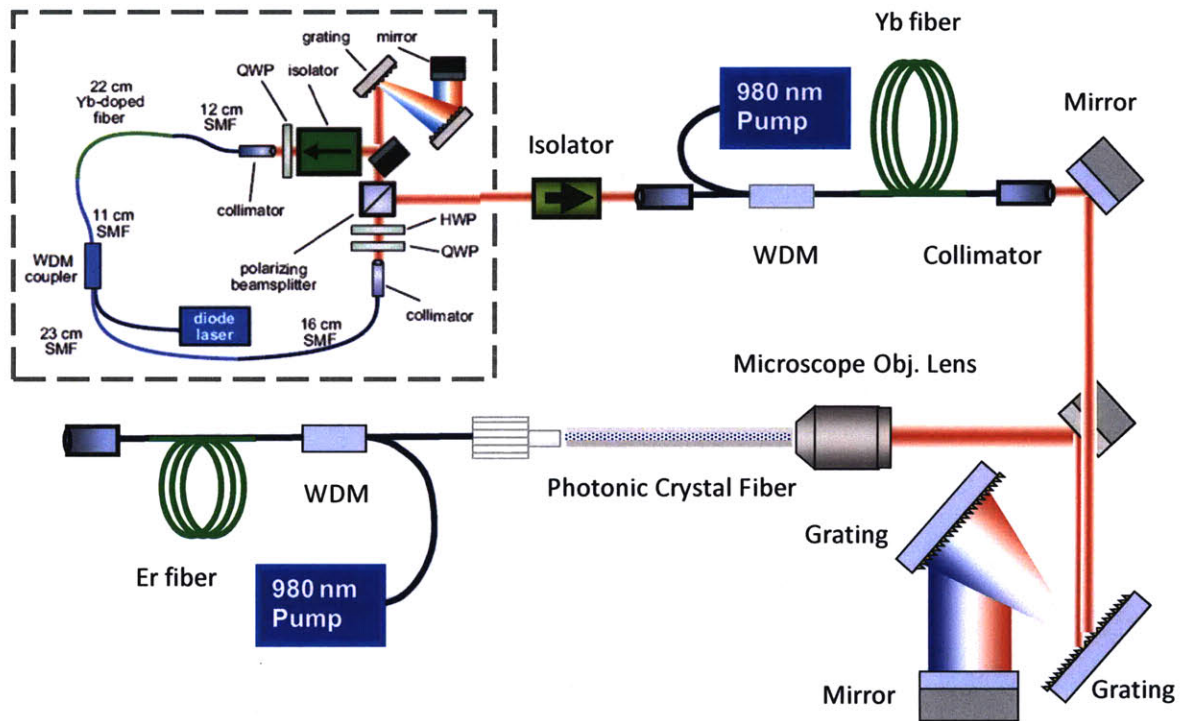 grating
mirror
QWP
isolator
22 cm
Yb-doped
fiber
12 cm
SMF
collimator
11 cm
SMF
WDM
coupler
HWP
QWP
polarizing
beamsplitter
collimator
diode
laser
16 cm
SMF
23 cm
SMF
Isolator
980 nm
Pump
Yb fiber
Mirror
WDM
Collimator
Microscope Obj. Lens
WDM
Photonic Crystal Fiber
Er fiber
980 nm
Pump
Grating
Mirror
Grating